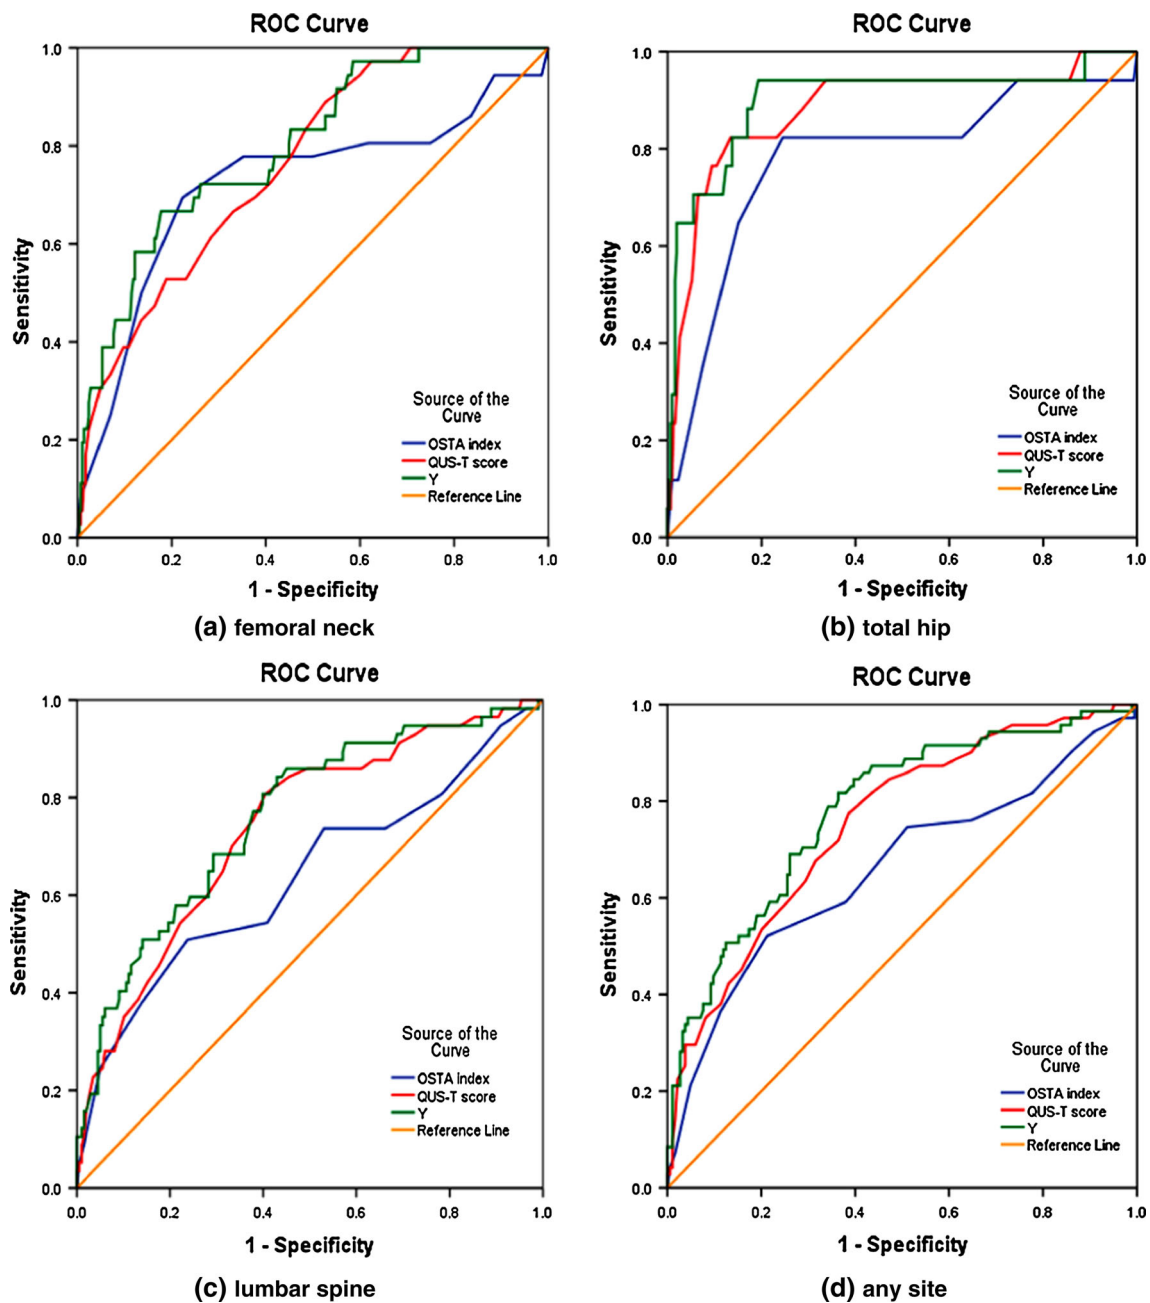 ROC Curve
1.0
0.8
0.6
0.4
0.2
0.0
Sensitivity
Source of the
Curve
OSTA index
QUS-T score
Y
Reference Line
0.0 0.2 0.4 0.6 0.8 1.0
1 - Specificity
(a) femoral neck
ROC Curve
1.0
0.8
0.6
0.4
0.2
0.0
Sensitivity
Source of the
Curve
OSTA index
QUS-T score
Y
Reference Line
0.0 0.2 0.4 0.6 0.8 1.0
1 - Specificity
(b) total hip
ROC Curve
1.0
0.8
0.6
0.4
0.2
0.0
Sensitivity
Source of the
Curve
OSTA index
QUS-T score
Y
Reference Line
0.0 0.2 0.4 0.6 0.8 1.0
1 - Specificity
(c) lumbar spine
ROC Curve
1.0
0.8
0.6
0.4
0.2
0.0
Sensitivity
Source of the
Curve
OSTA index
QUS-T score
Y
Reference Line
0.0 0.2 0.4 0.6 0.8 1.0
1 - Specificity
(d) any site